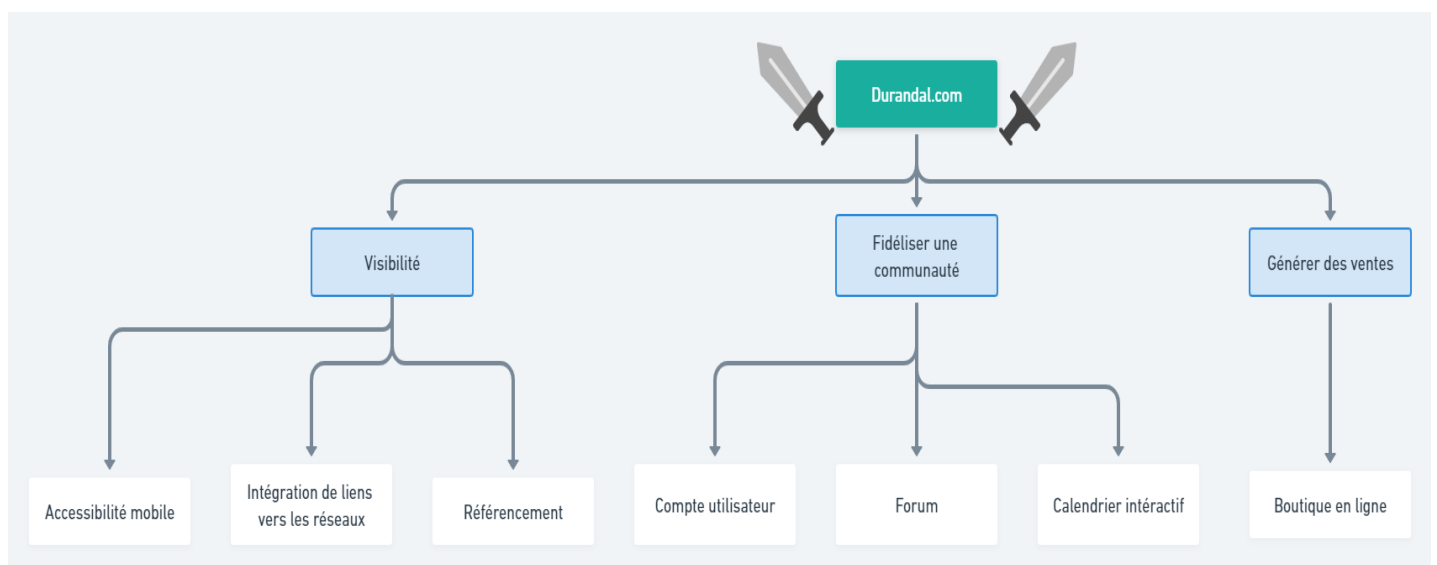 Durandal.com
Visibilité
Fidéliser une
communauté
Générer des ventes
Accessibilité mobile
Intégration de liens
vers les réseaux
Référencement
Compte utilisateur
Forum
Calendrier intéractif
Boutique en ligne